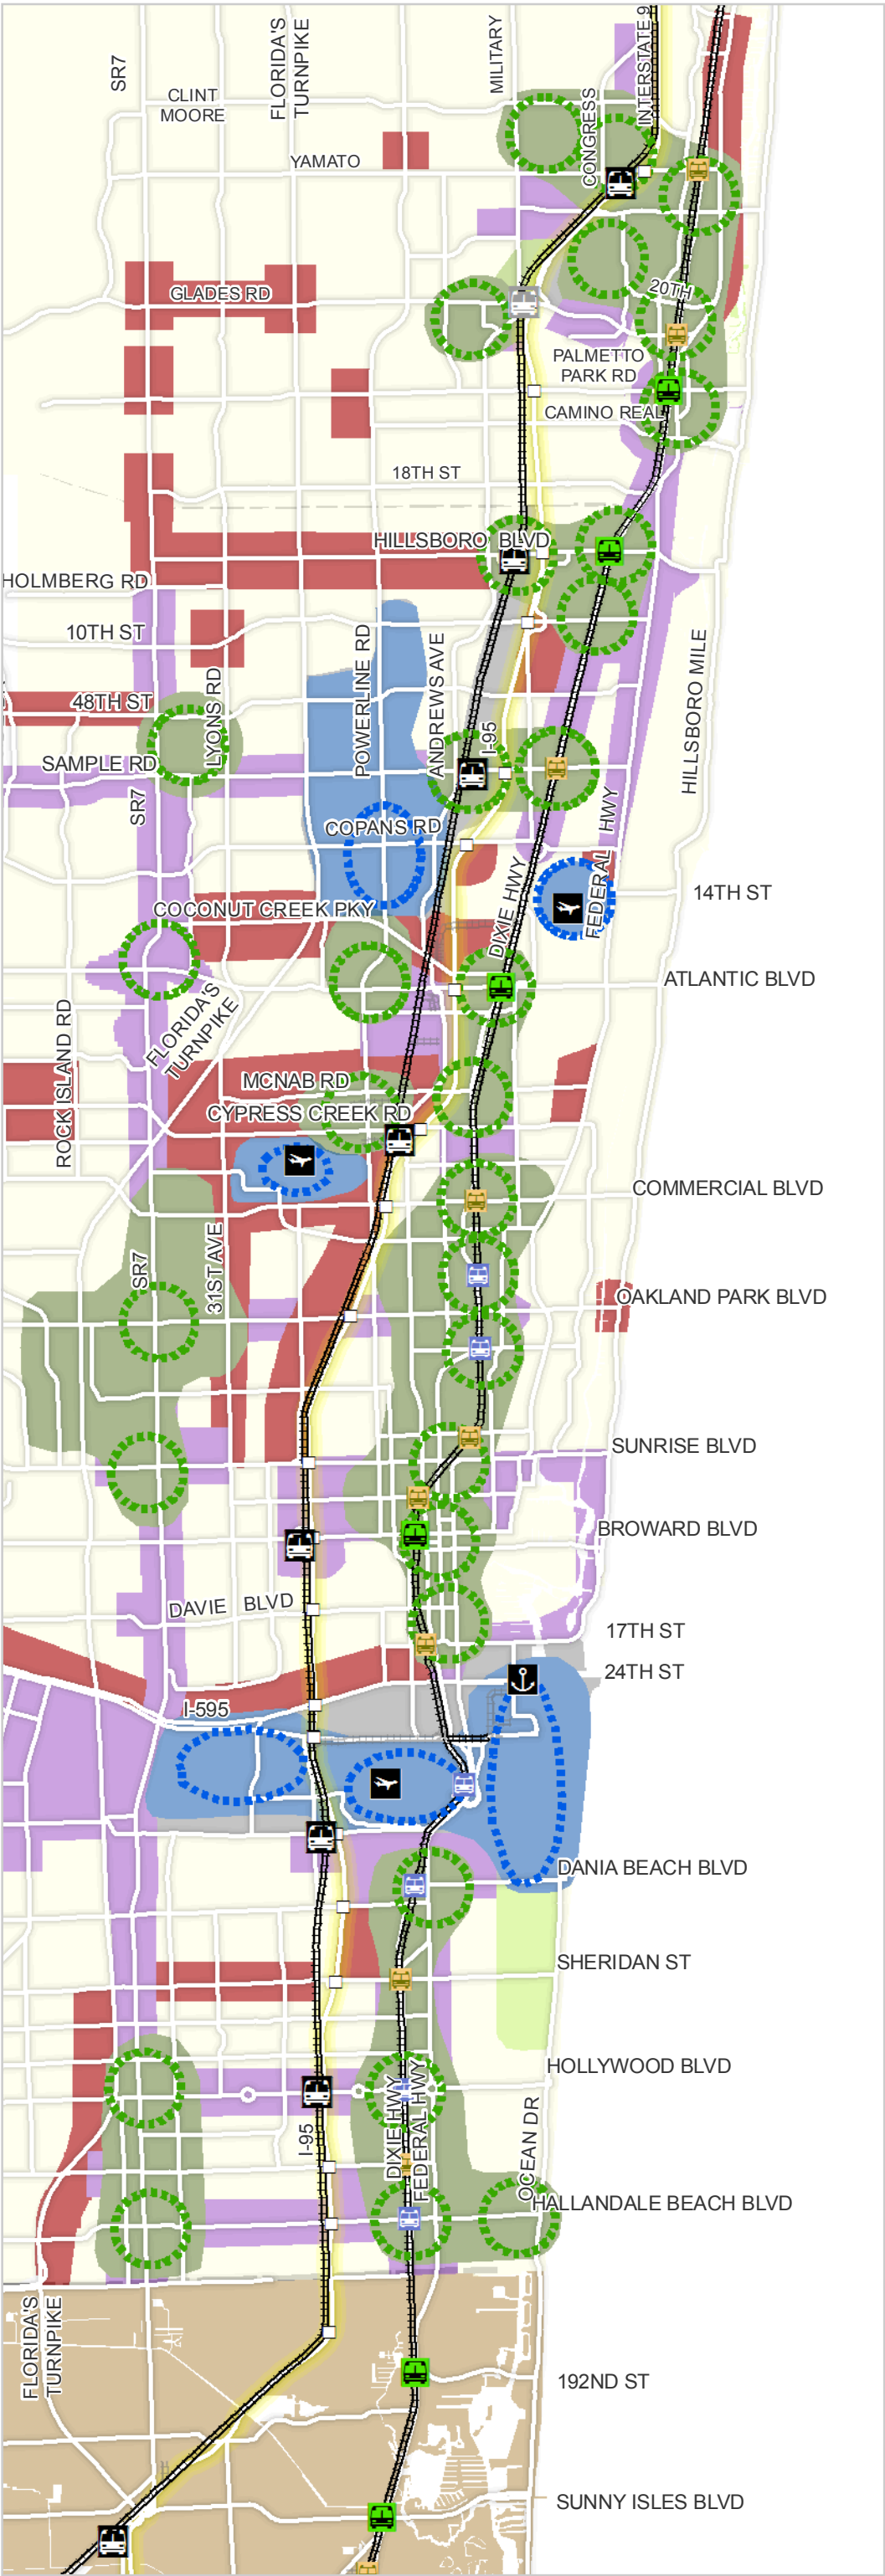 SR7
FLORIDA'S
TURNPIKE
MILITARY
INTERSTATE 9
CLINT
MOORE
CONGRESS
YAMATO
GLADES RD
20TH
PALMETTO
PARK RD
CAMINO REAL
18TH ST
HILLSBORO BLVD
HOLMBERG RD
10TH ST
POWERLINE RD
ANDREWS AVE
HILLSBORO MILE
48TH ST
LYONS RD
I-95
SAMPLE RD
SR7
COPANS RD
FEDERAL HWY
14TH ST
COCONUT CREEK PKY
DIXIE HWY
ATLANTIC BLVD
FLORIDA'S
TURNPIKE
ROCK ISLAND RD
MCNAB RD
CYPRESS CREEK RD
COMMERCIAL BLVD
SR7
31ST AVE
OAKLAND PARK BLVD
SUNRISE BLVD
BROWARD BLVD
DAVIE BLVD
17TH ST
24TH ST
I-595
DANIA BEACH BLVD
SHERIDAN ST
HOLLYWOOD BLVD
I-95
DIXIE HWY
FEDERAL HWY
OCEAN DR
HALLANDALE BEACH BLVD
FLORIDA'S
TURNPIKE
192ND ST
SUNNY ISLES BLVD